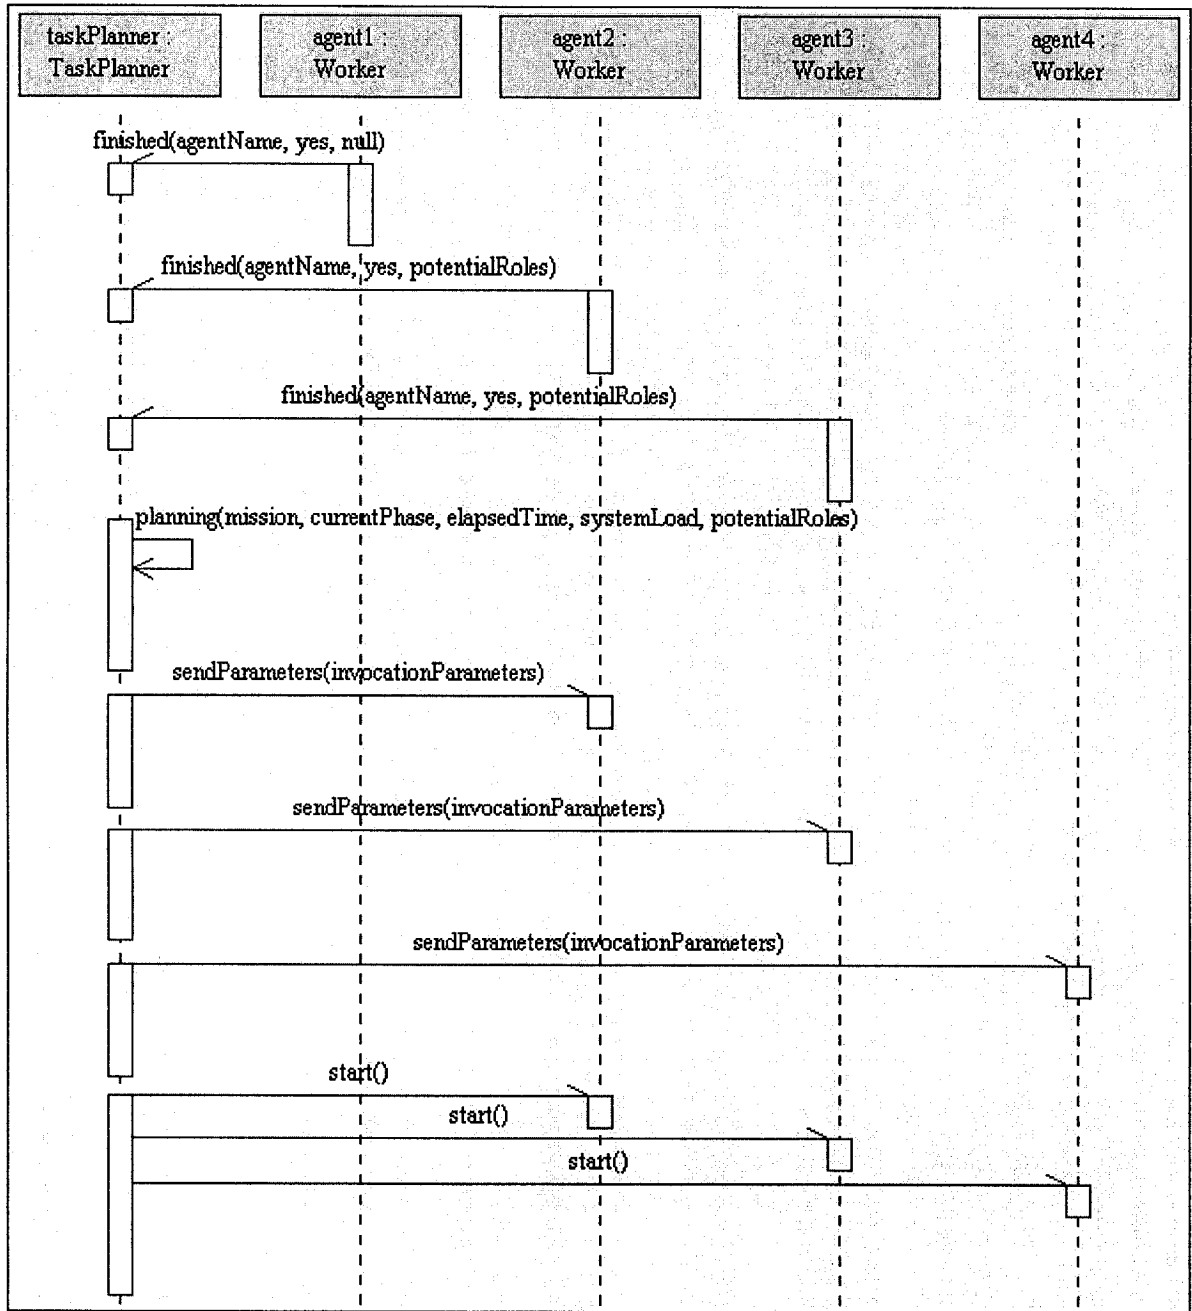 taskPlanner :
TaskPlanner
agent1 :
Worker
agent2 :
Worker
agent3 :
Worker
agent4 :
Worker
finished(agentName, yes, null)
finished(agentName, yes, potentialRoles)
finished(agentName, yes, potentialRoles)
planning(mission, currentPhase, elapsedTime, systemLoad, potentialRoles)
sendParameters(invocationParameters)
sendParameters(invocationParameters)
sendParameters(invocationParameters)
start()
start()
start()